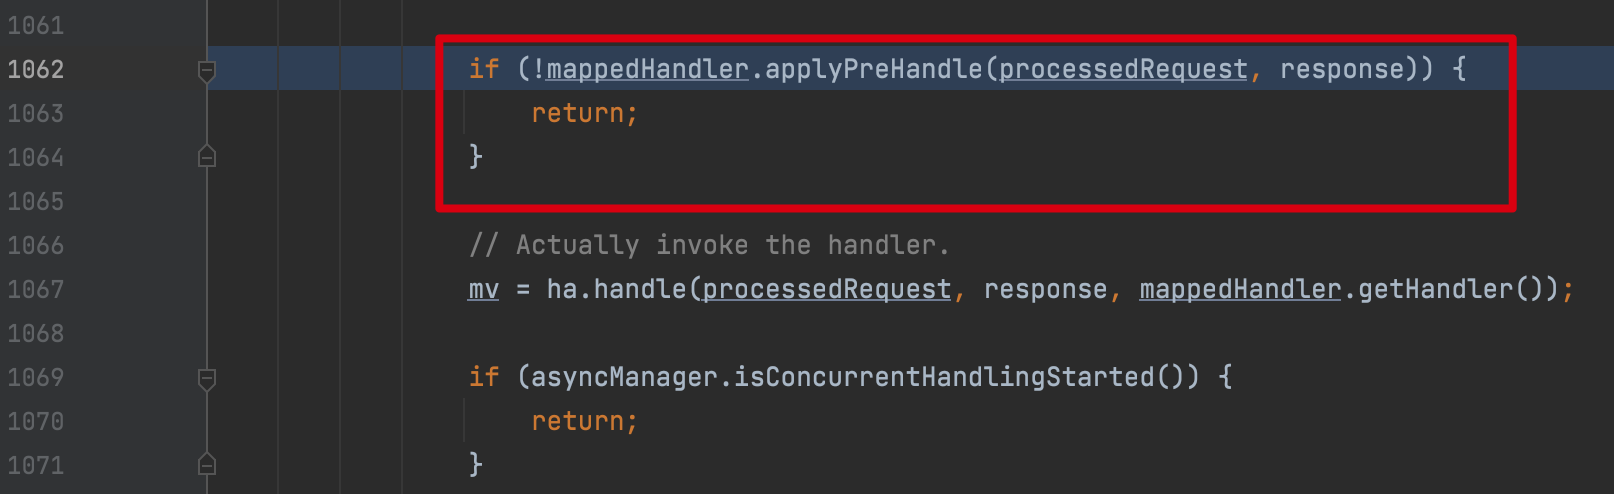 1061
1062 if (!mappedHandler.applyPreHandle(processedRequest, response)) {
1063 return;
1064 }
1065
1066 // Actually invoke the handler.
1067 mv = ha.handle(processedRequest, response, mappedHandler.getHandler());
1068
1069 if (asyncManager.isConcurrentHandlingStarted()) {
1070 return;
1071 }